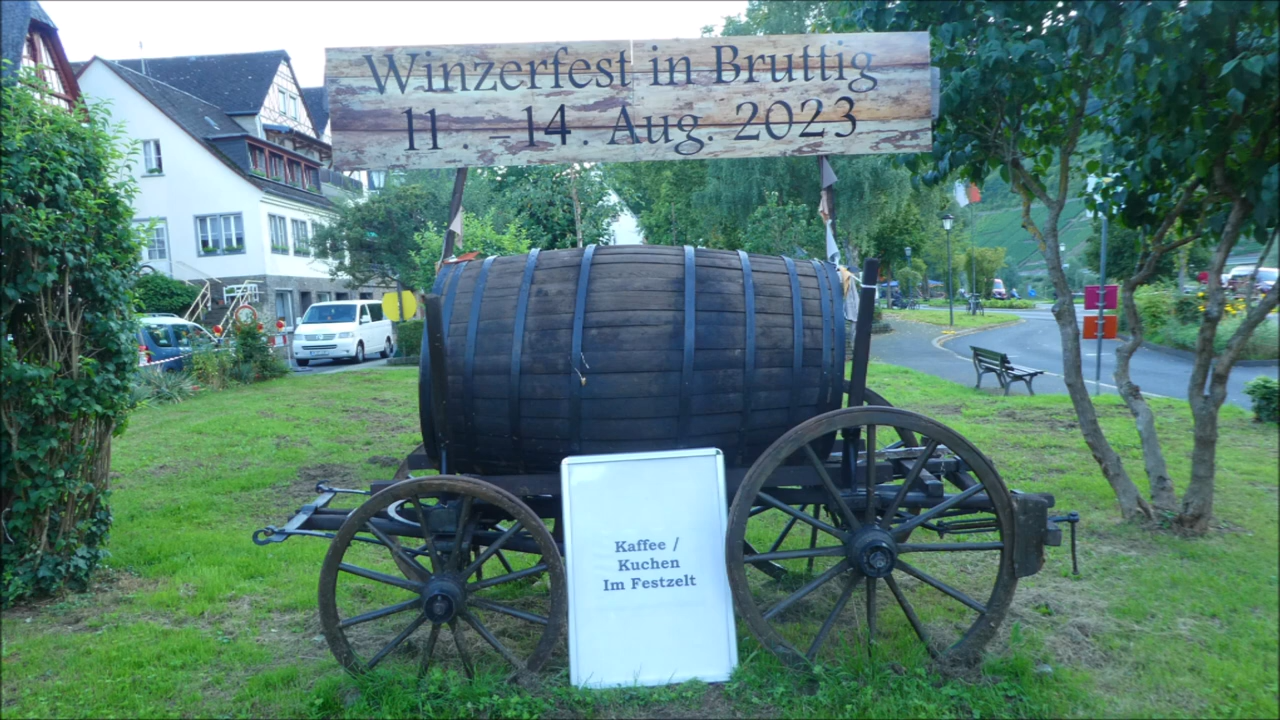 Winzerfest in Bruttig
11. -14. Aug. 2023
Kaffee /
Kuchen
Im Festzelt